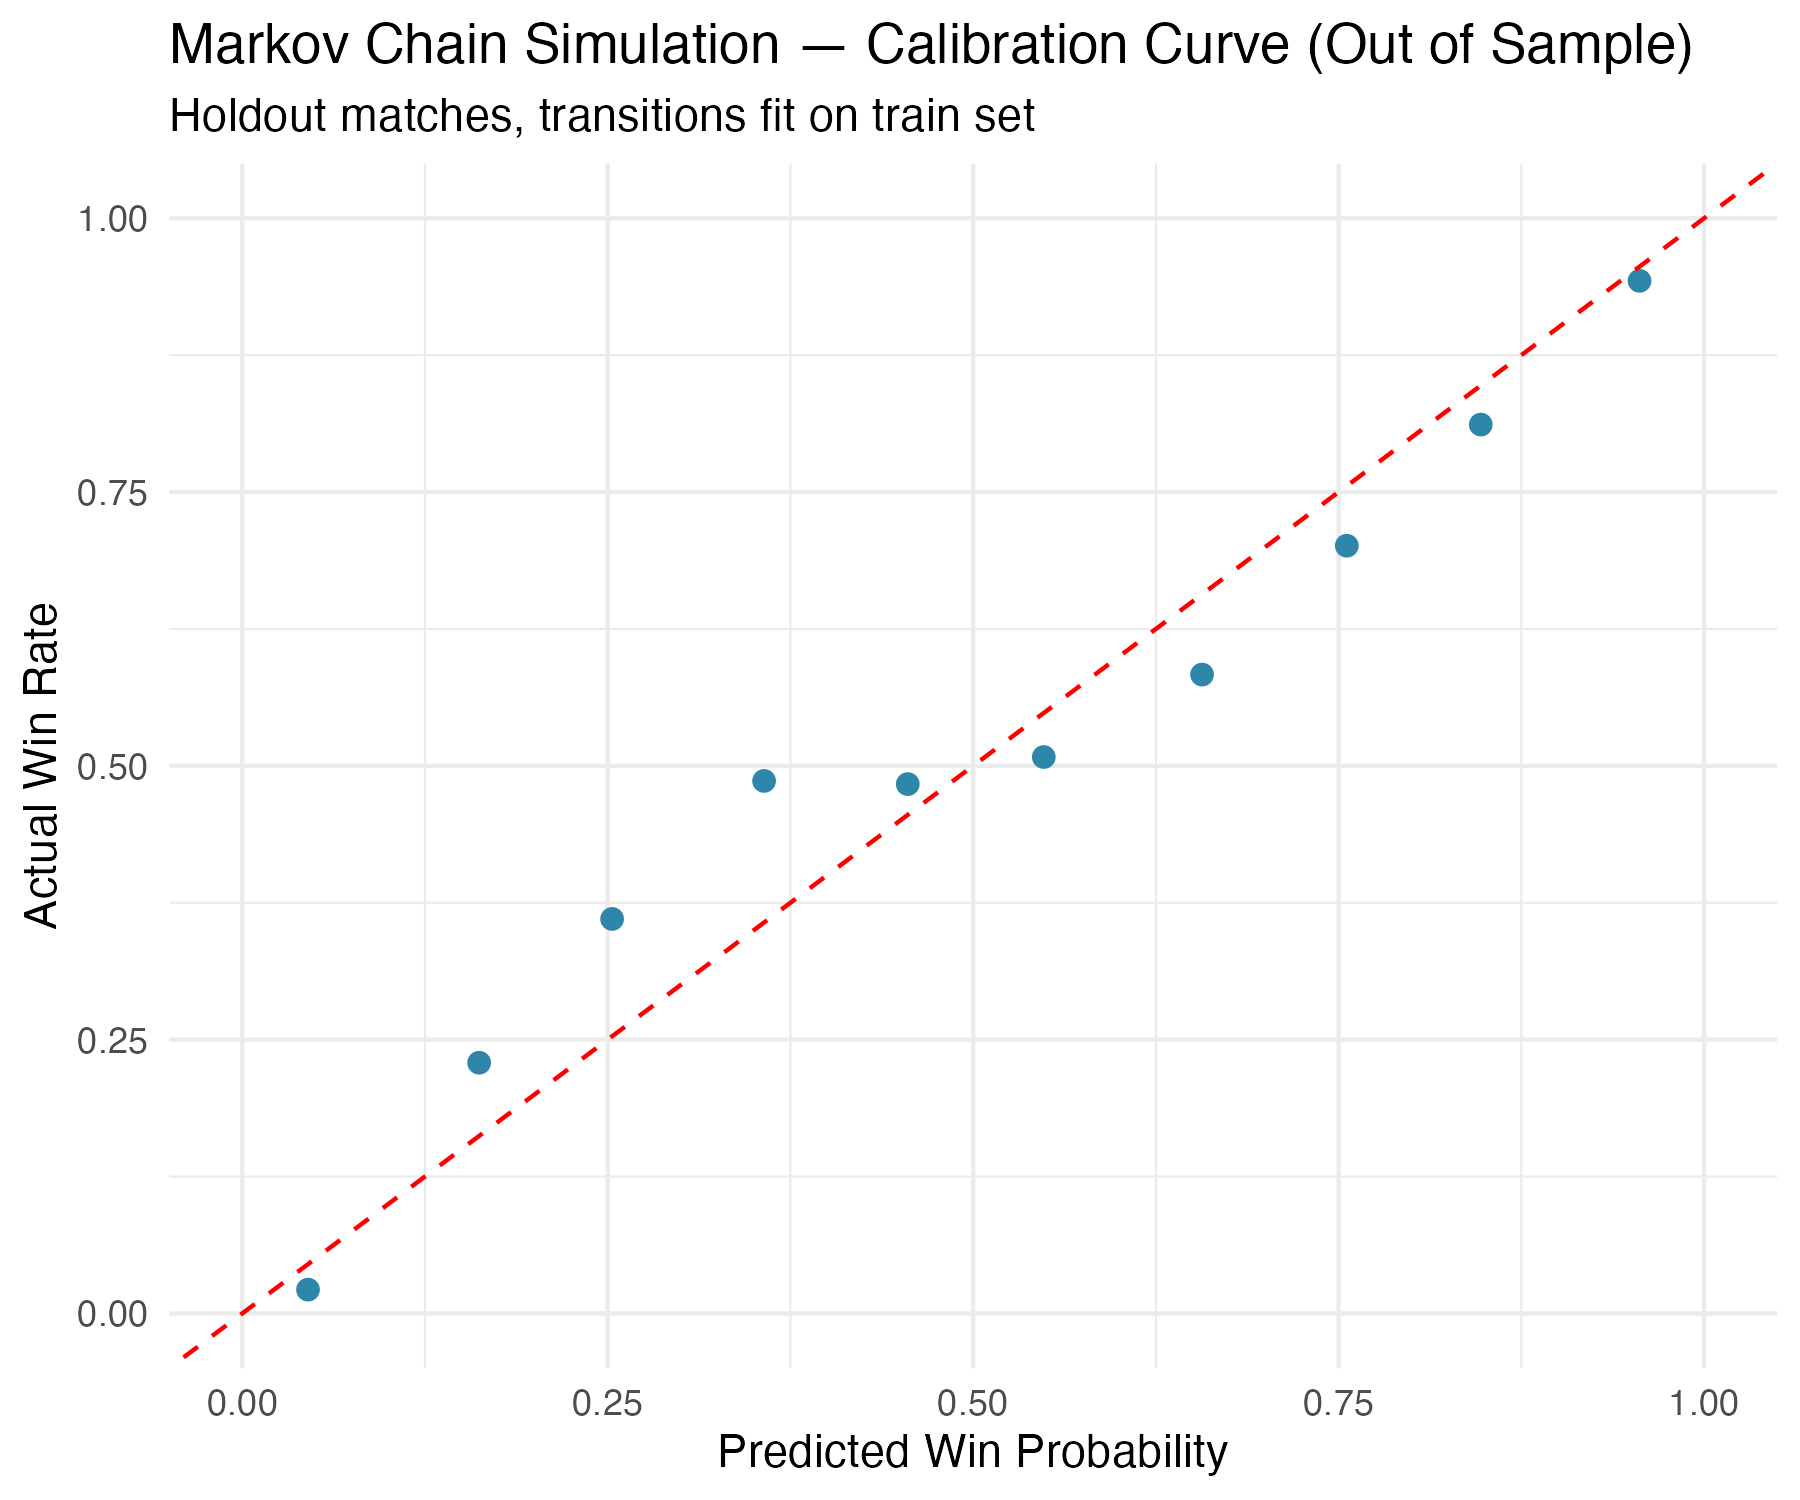 Markov Chain Simulation — Calibration Curve (Out of Sample)
Holdout matches, transitions fit on train set
Actual Win Rate
1.00
0.75
0.50
0.25
0.00
0.00
0.25
0.50
0.75
1.00
Predicted Win Probability